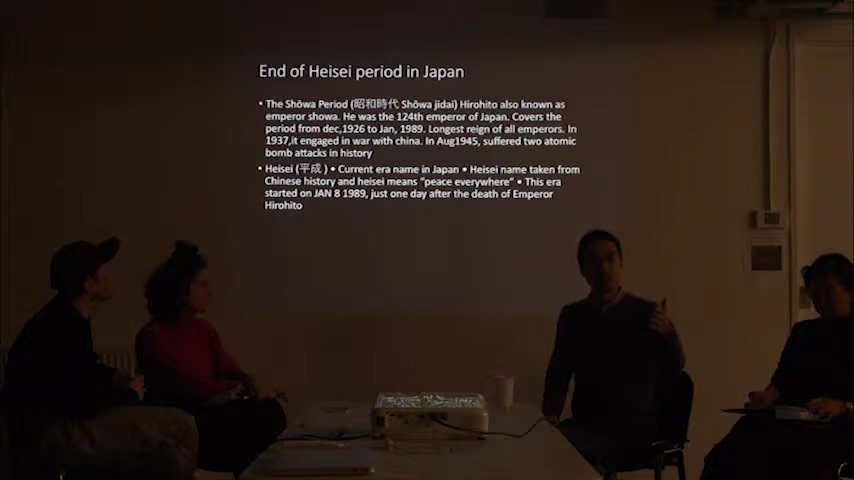 End of Heisei period in Japan
• The Shōwa Period (昭和時代 Shōwa jidai) Hirohito also known as
emperor showa. He was the 124th emperor of Japan. Covers the
period from dec,1926 to Jan, 1989. Longest reign of all emperors. In
1937,it engaged in war with china. In Aug1945, suffered two atomic
bomb attacks in history
• Heisei (平成 ) • Current era name in Japan • Heisei name taken from
Chinese history and heisei means “peace everywhere” • This era
started on JAN 8 1989, just one day after the death of Emperor
Hirohito